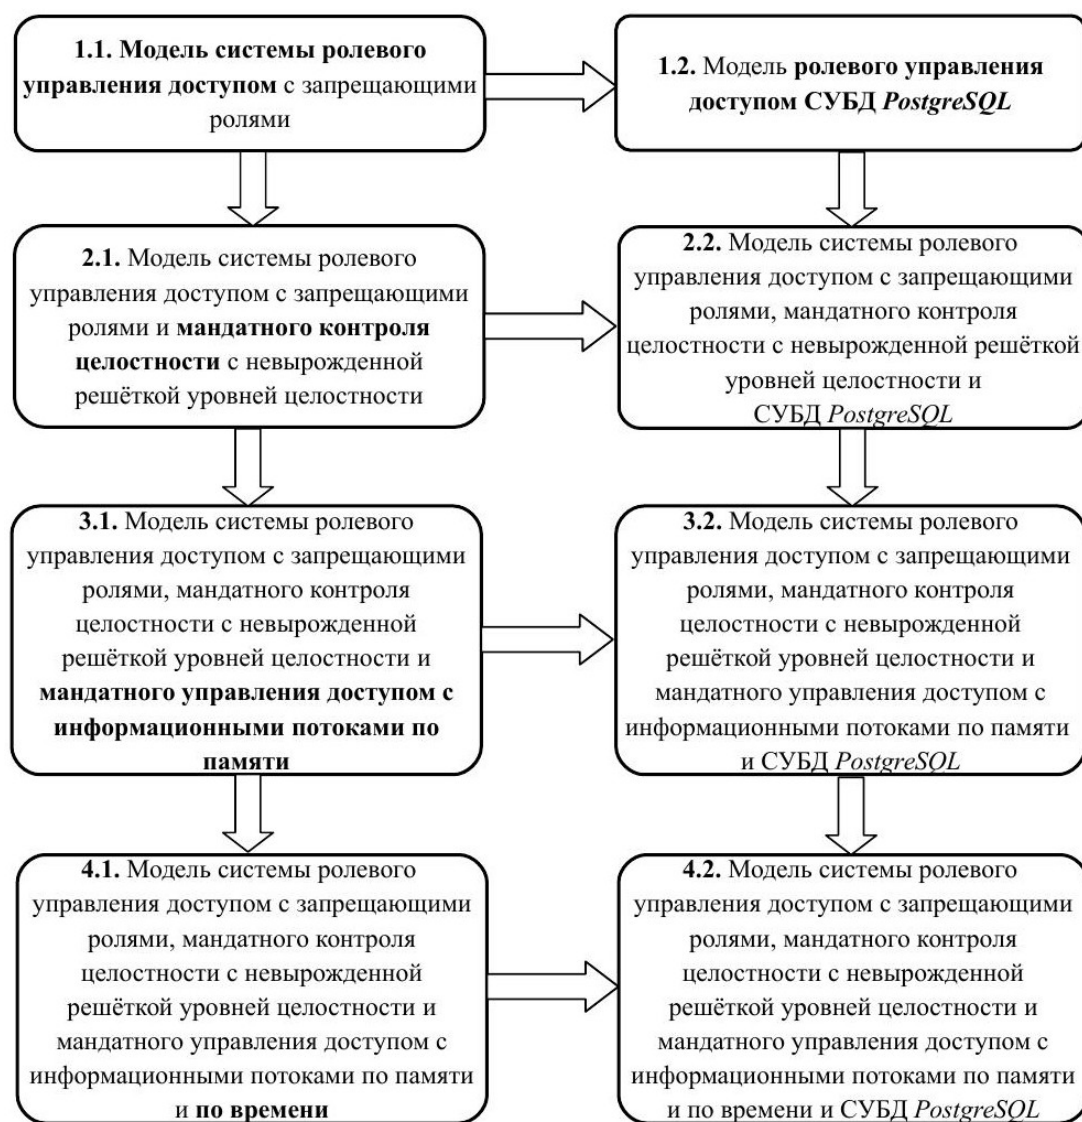 1.1. Модель системы ролевого
управления доступом с запрещающими
ролями
1.2. Модель ролевого управления
доступом СУБД PostgreSQL
2.1. Модель системы ролевого
управления доступом с запрещающими
ролями и мандатного контроля
целостности с невырожденной
решёткой уровней целостности
2.2. Модель системы ролевого
управления доступом с запрещающими
ролями, мандатного контроля
целостности с невырожденной решёткой
уровней целостности и
СУБД PostgreSQL
3.1. Модель системы ролевого
управления доступом с запрещающими
ролями, мандатного контроля
целостности с невырожденной
решёткой уровней целостности и
мандатного управления доступом с
информационными потоками по
памяти
3.2. Модель системы ролевого
управления доступом с запрещающими
ролями, мандатного контроля
целостности с невырожденной
решёткой уровней целостности и
мандатного управления доступом с
информационными потоками по памяти
и СУБД PostgreSQL
4.1. Модель системы ролевого
управления доступом с запрещающими
ролями, мандатного контроля
целостности с невырожденной
решёткой уровней целостности и
мандатного управления доступом с
информационными потоками по памяти
и по времени
4.2. Модель системы ролевого
управления доступом с запрещающими
ролями, мандатного контроля
целостности с невырожденной
решёткой уровней целостности и
мандатного управления доступом с
информационными потоками по памяти
и по времени и СУБД PostgreSQL